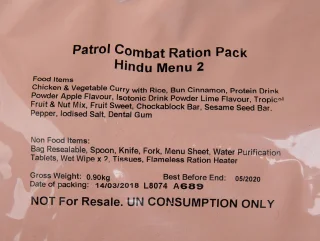 Patrol Combat Ration Pack
Hindu Menu 2
Food Items
Chicken & Vegetable Curry with Rice, Bun Cinnamon, Protein Drink
Powder Apple Flavour, Isotonic Drink Powder Lime Flavour, Tropical
Fruit & Nut Mix, Fruit Sweet, Chockablock Bar, Sesame Seed Bar.
Pepper, Iodised Salt, Dental Gum
Non Food Items:
Bag Resealable, Spoon, Knife, Fork, Menu Sheet, Water Purification
Tablets, Wet Wipe x 2, Tissues, Flameless Ration Heater
Gross Weight: 0.90kg Best Before End: 05/2020
Date of packing: 14/03/2018 L8074 A689
NOT For Resale. UN CONSUMPTION ONLY